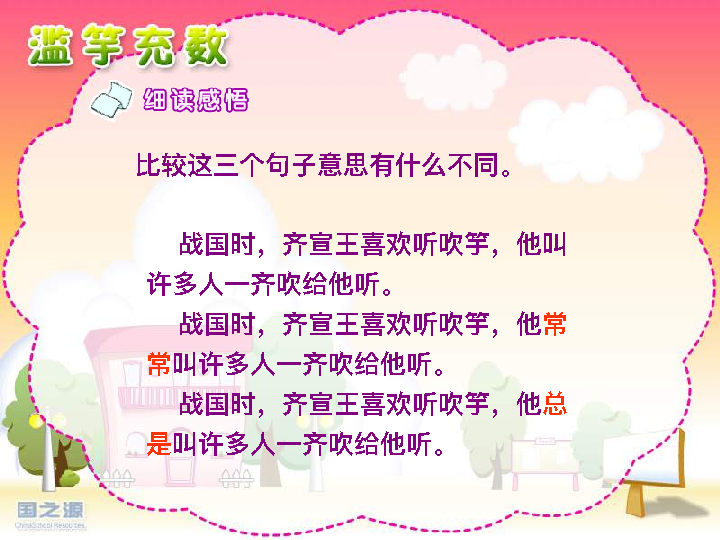 滥竽充数
细读感悟
比较这三个句子意思有什么不同。
战国时，齐宣王喜欢听吹竽，他叫
许多人一齐吹给他听。
战国时，齐宣王喜欢听吹竽，他常
常叫许多人一齐吹给他听。
战国时，齐宣王喜欢听吹竽，他总
是叫许多人一齐吹给他听。
国之源